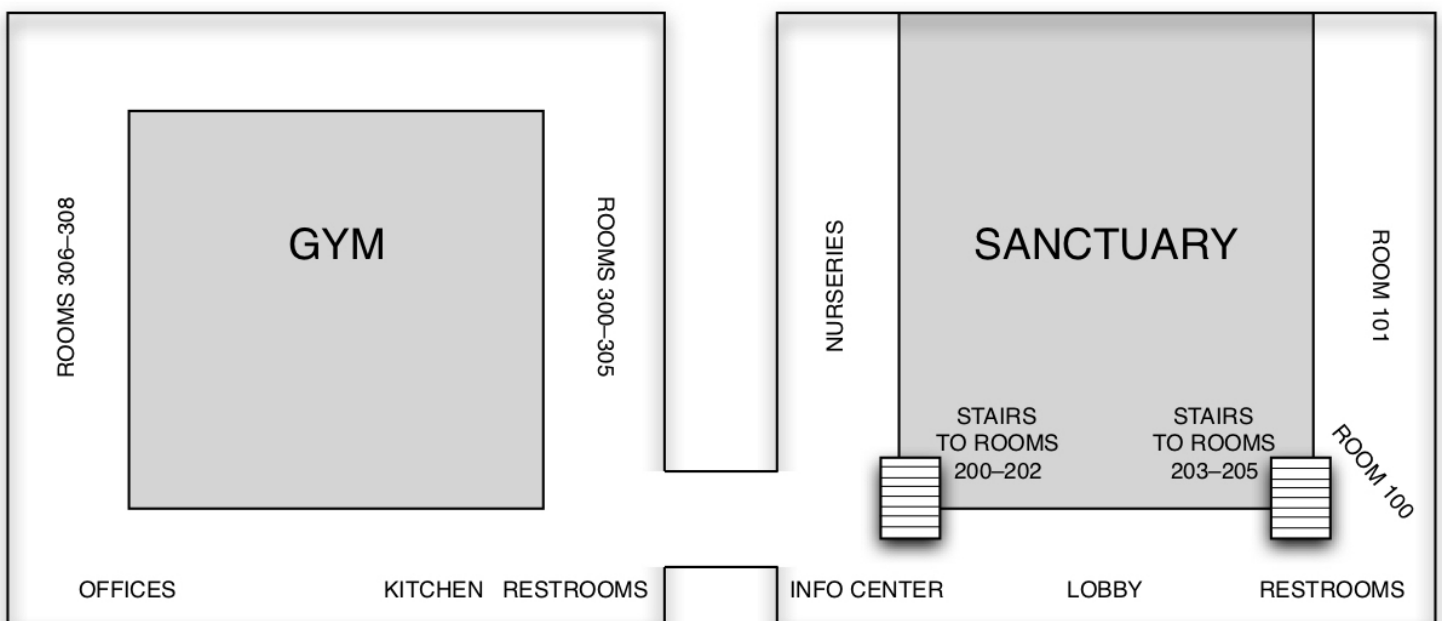 ROOMS 306–308
GYM
ROOMS 300–305
NURSERIES
SANCTUARY
ROOM 101
STAIRS
TO ROOMS
200–202
STAIRS
TO ROOMS
203–205
ROOM 100
OFFICES
KITCHEN
RESTROOMS
INFO CENTER
LOBBY
RESTROOMS